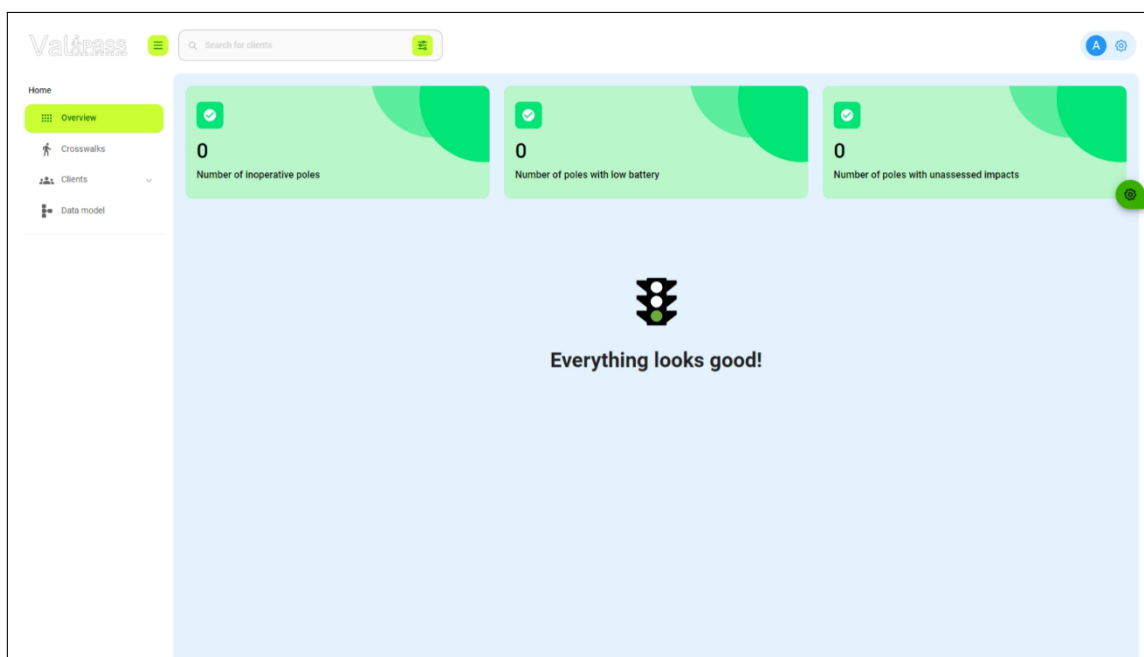 Valipass
Search for clients
A
Home
Overview
Crosswalks
Clients
Data model
0
Number of inoperative poles
0
Number of poles with low battery
0
Number of poles with unassessed impacts
Everything looks good!